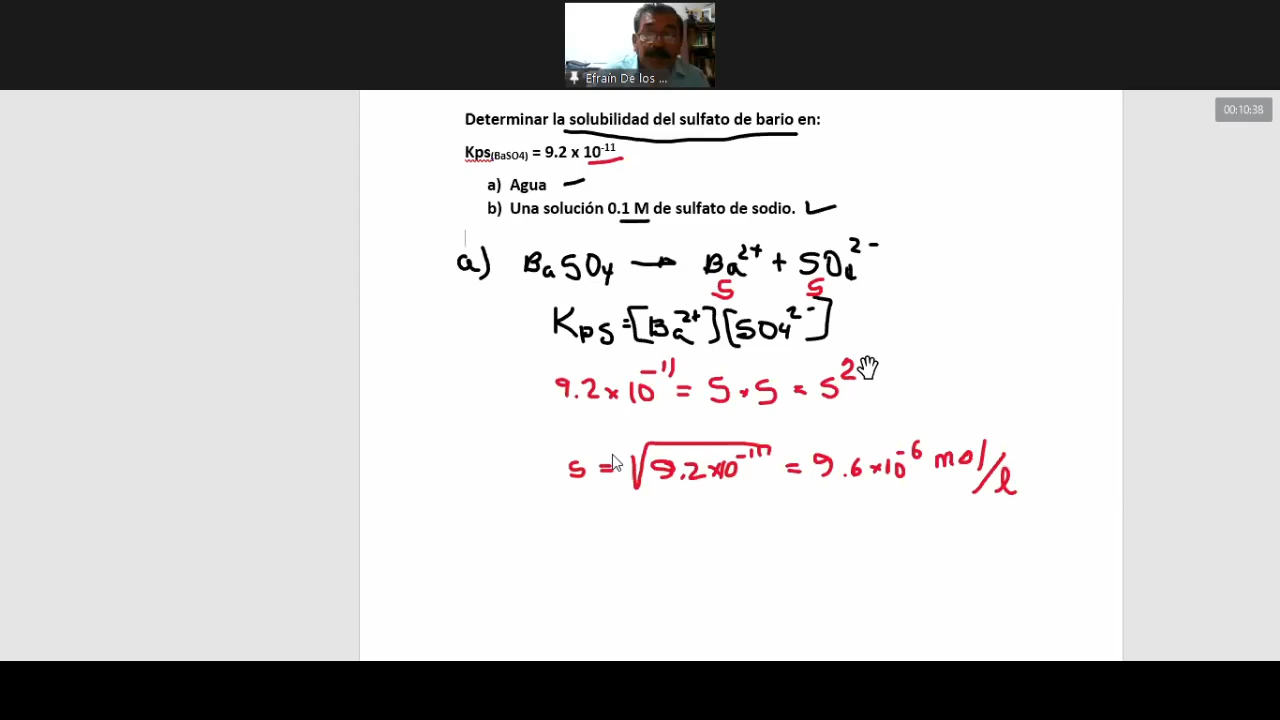 Efraín De los ...
00:10:38
Determinar la solubilidad del sulfato de bario en:
Kps(BaSO4) = 9.2 x 10⁻¹¹
a) Agua
b) Una solución 0.1 M de sulfato de sodio.
a) BaSO4 → Ba²⁺ + SO4²⁻
S S
Kps = [Ba²⁺][SO4²⁻]
9.2 × 10⁻¹¹ = S × S = S²
S = √9.2×10⁻¹¹ = 9.6 × 10⁻⁶ mol/l